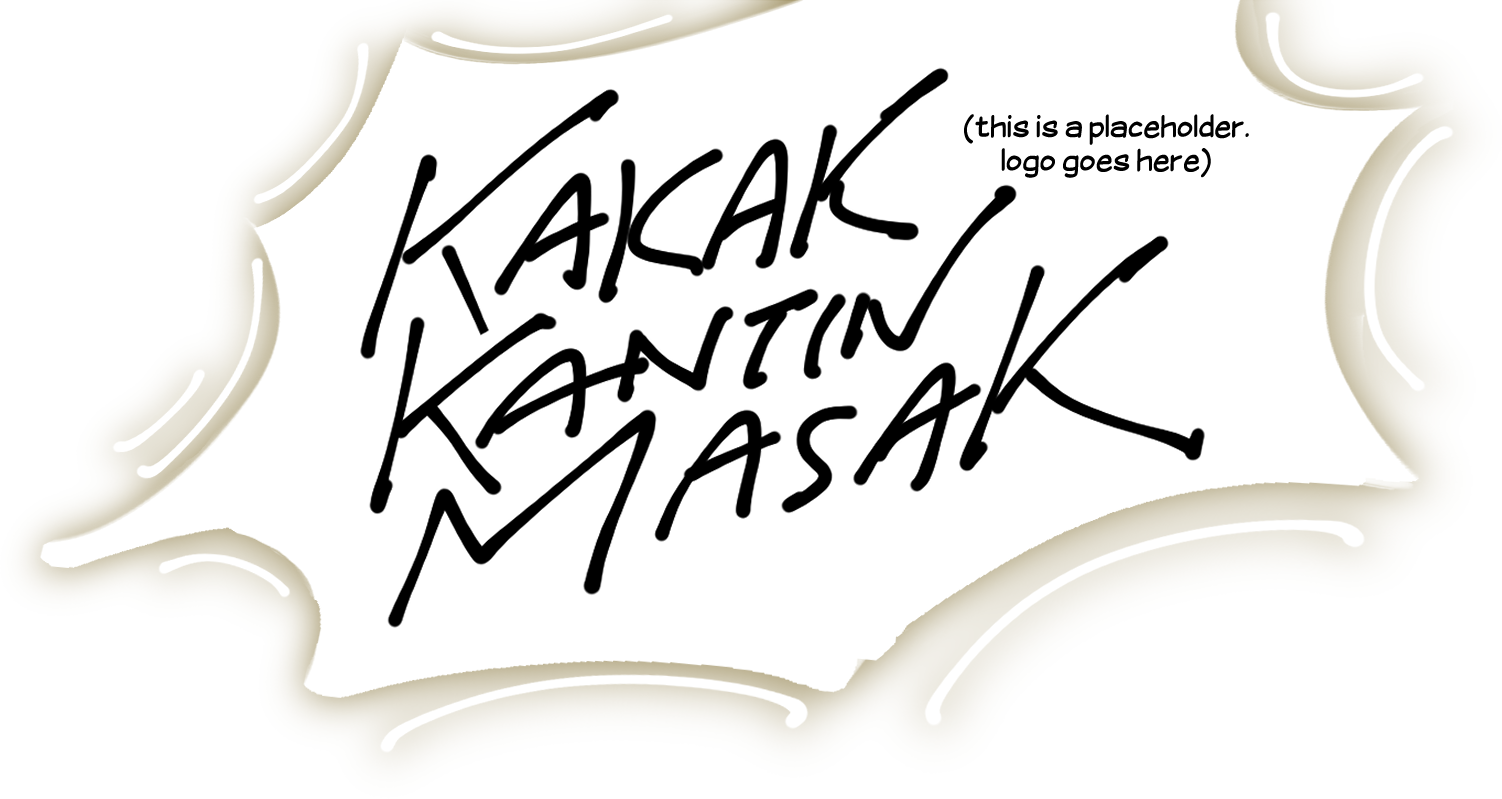 KAKAK
KANTIN
MASAK
(this is a placeholder.
logo goes here)